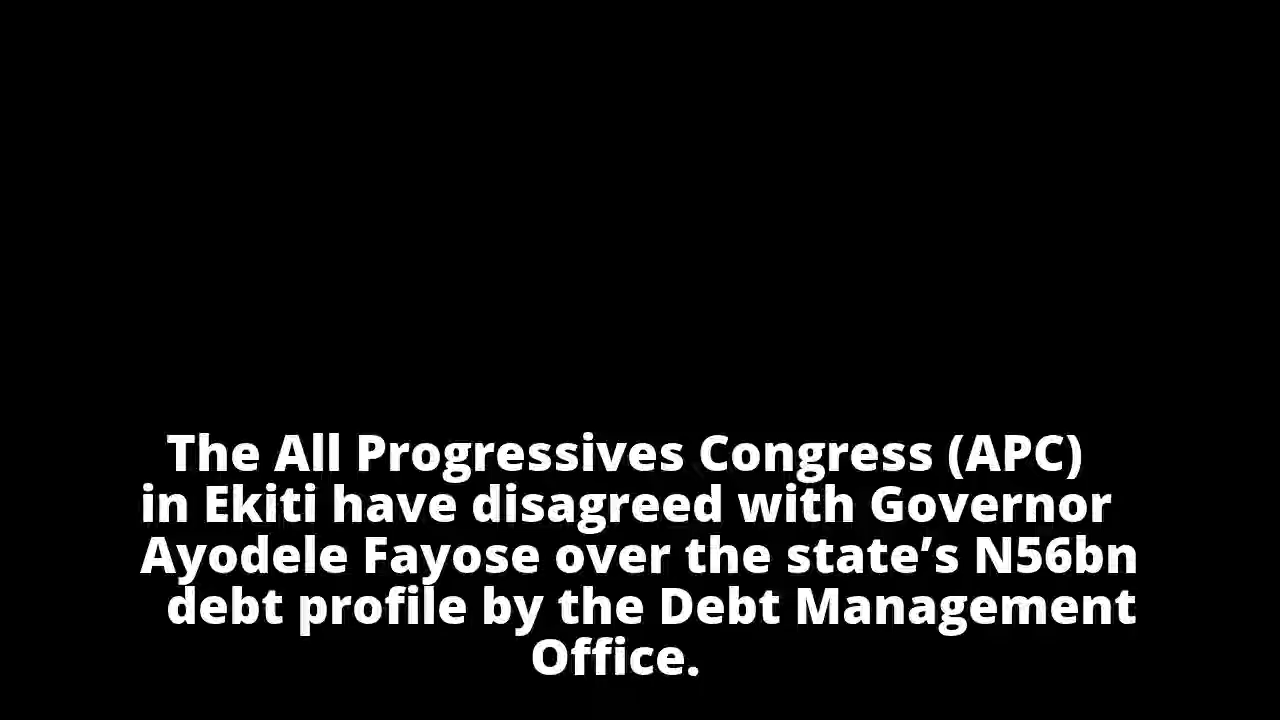 The All Progressives Congress (APC)
in Ekiti have disagreed with Governor
Ayodele Fayose over the state’s N56bn
debt profile by the Debt Management
Office.